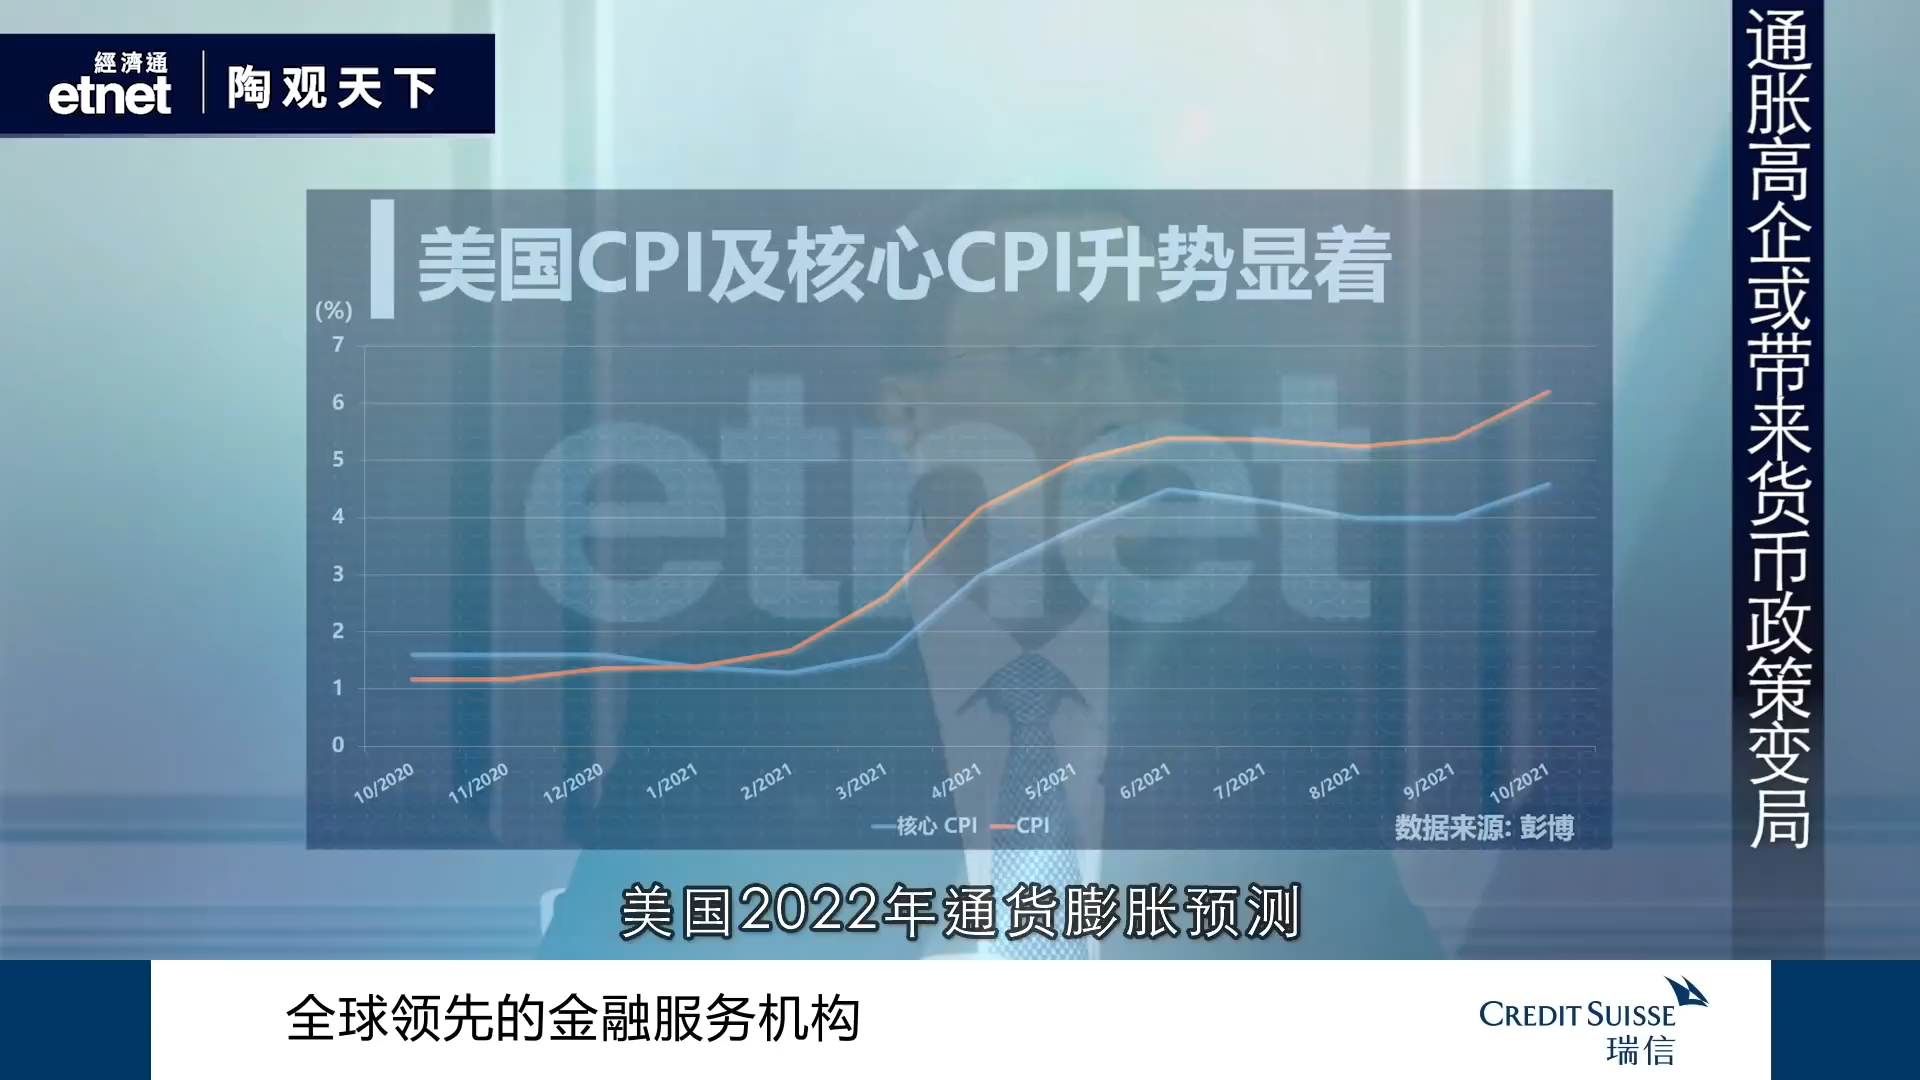 經濟通
etnet
陶观天下
通胀高企或带来货币政策变局
美国CPI及核心CPI升势显着
(%)
7
6
5
4
3
2
1
0
etnet
10/2020
11/2020
12/2020
1/2021
2/2021
3/2021
4/2021
5/2021
6/2021
7/2021
8/2021
9/2021
10/2021
核心 CPI
CPI
数据来源: 彭博
美国2022年通货膨胀预测
全球领先的金融服务机构
CREDIT SUISSE
瑞信